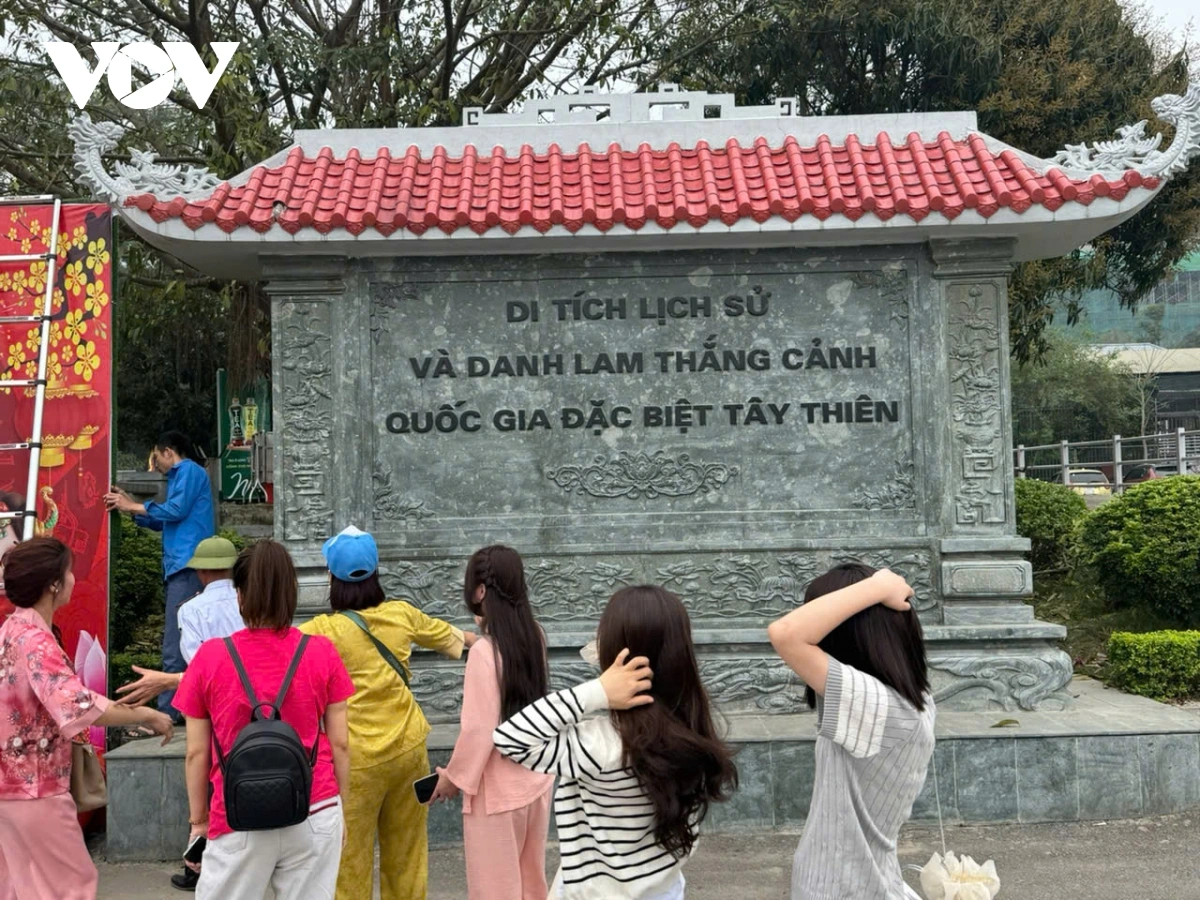 VOV
DI TÍCH LỊCH SỬ
VÀ DANH LAM THẮNG CẢNH
QUỐC GIA ĐẶC BIỆT TÂY THIÊN